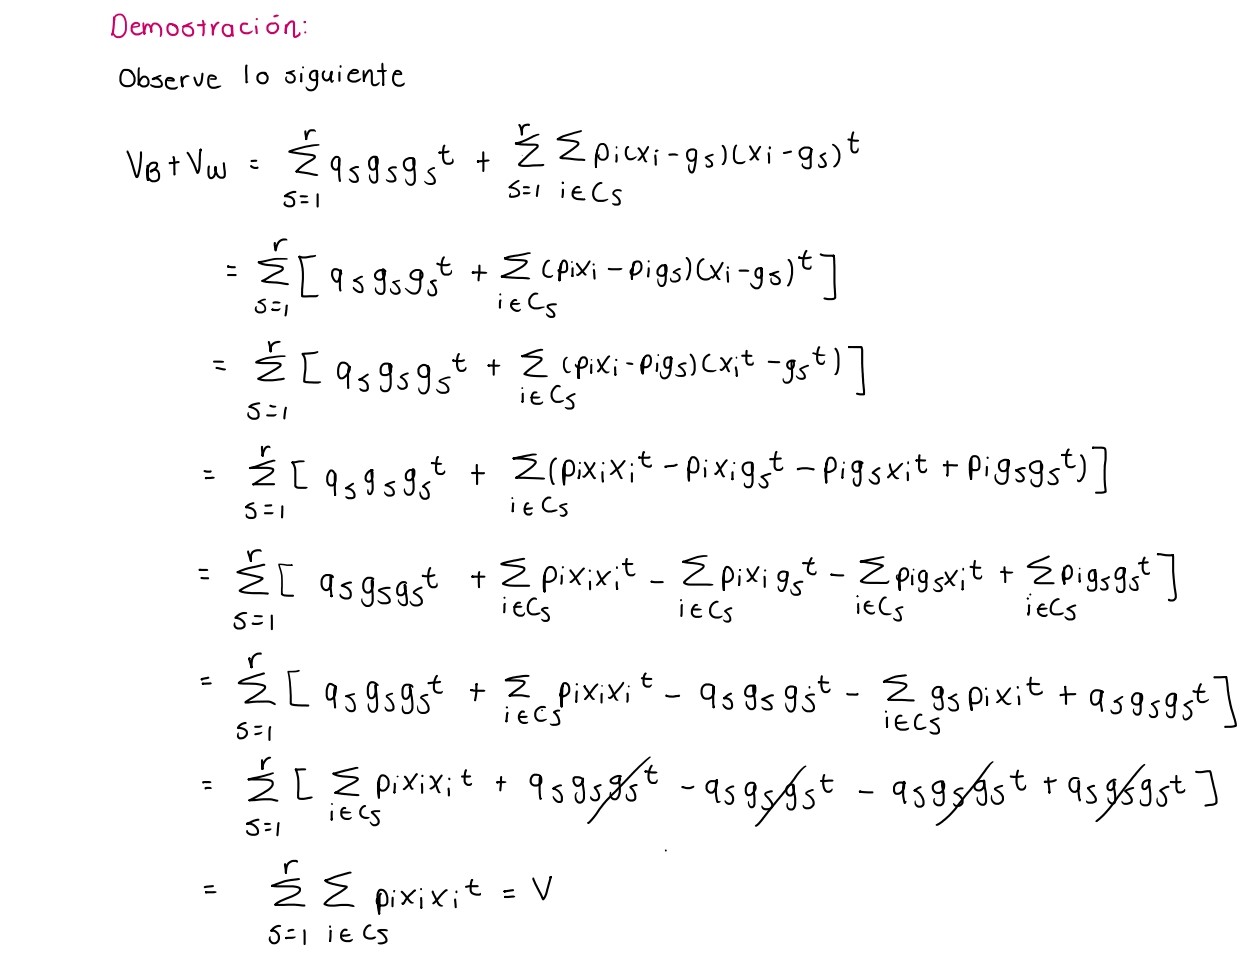 Demostración:
Observe lo siguiente
V_B + V_W = \sum_{s=1}^{r} q_s g_s g_s^t + \sum_{s=1}^{r} \sum_{i \in C_s} p_i (x_i - g_s)(x_i - g_s)^t
= \sum_{s=1}^{r} [ q_s g_s g_s^t + \sum_{i \in C_s} (p_i x_i - p_i g_s)(x_i - g_s)^t ]
= \sum_{s=1}^{r} [ q_s g_s g_s^t + \sum_{i \in C_s} (p_i x_i - p_i g_s)(x_i^t - g_s^t) ]
= \sum_{s=1}^{r} [ q_s g_s g_s^t + \sum_{i \in C_s} (p_i x_i x_i^t - p_i x_i g_s^t - p_i g_s x_i^t + p_i g_s g_s^t) ]
= \sum_{s=1}^{r} [ q_s g_s g_s^t + \sum_{i \in C_s} p_i x_i x_i^t - \sum_{i \in C_s} p_i x_i g_s^t - \sum_{i \in C_s} p_i g_s x_i^t + \sum_{i \in C_s} p_i g_s g_s^t ]
= \sum_{s=1}^{r} [ q_s g_s g_s^t + \sum_{i \in C_s} p_i x_i x_i^t - q_s g_s g_s^t - \sum_{i \in C_s} g_s p_i x_i^t + q_s g_s g_s^t ]
= \sum_{s=1}^{r} [ \sum_{i \in C_s} p_i x_i x_i^t + q_s g_s g_s^t - q_s g_s g_s^t - q_s g_s g_s^t + q_s g_s g_s^t ]
= \sum_{s=1}^{r} \sum_{i \in C_s} p_i x_i x_i^t = V